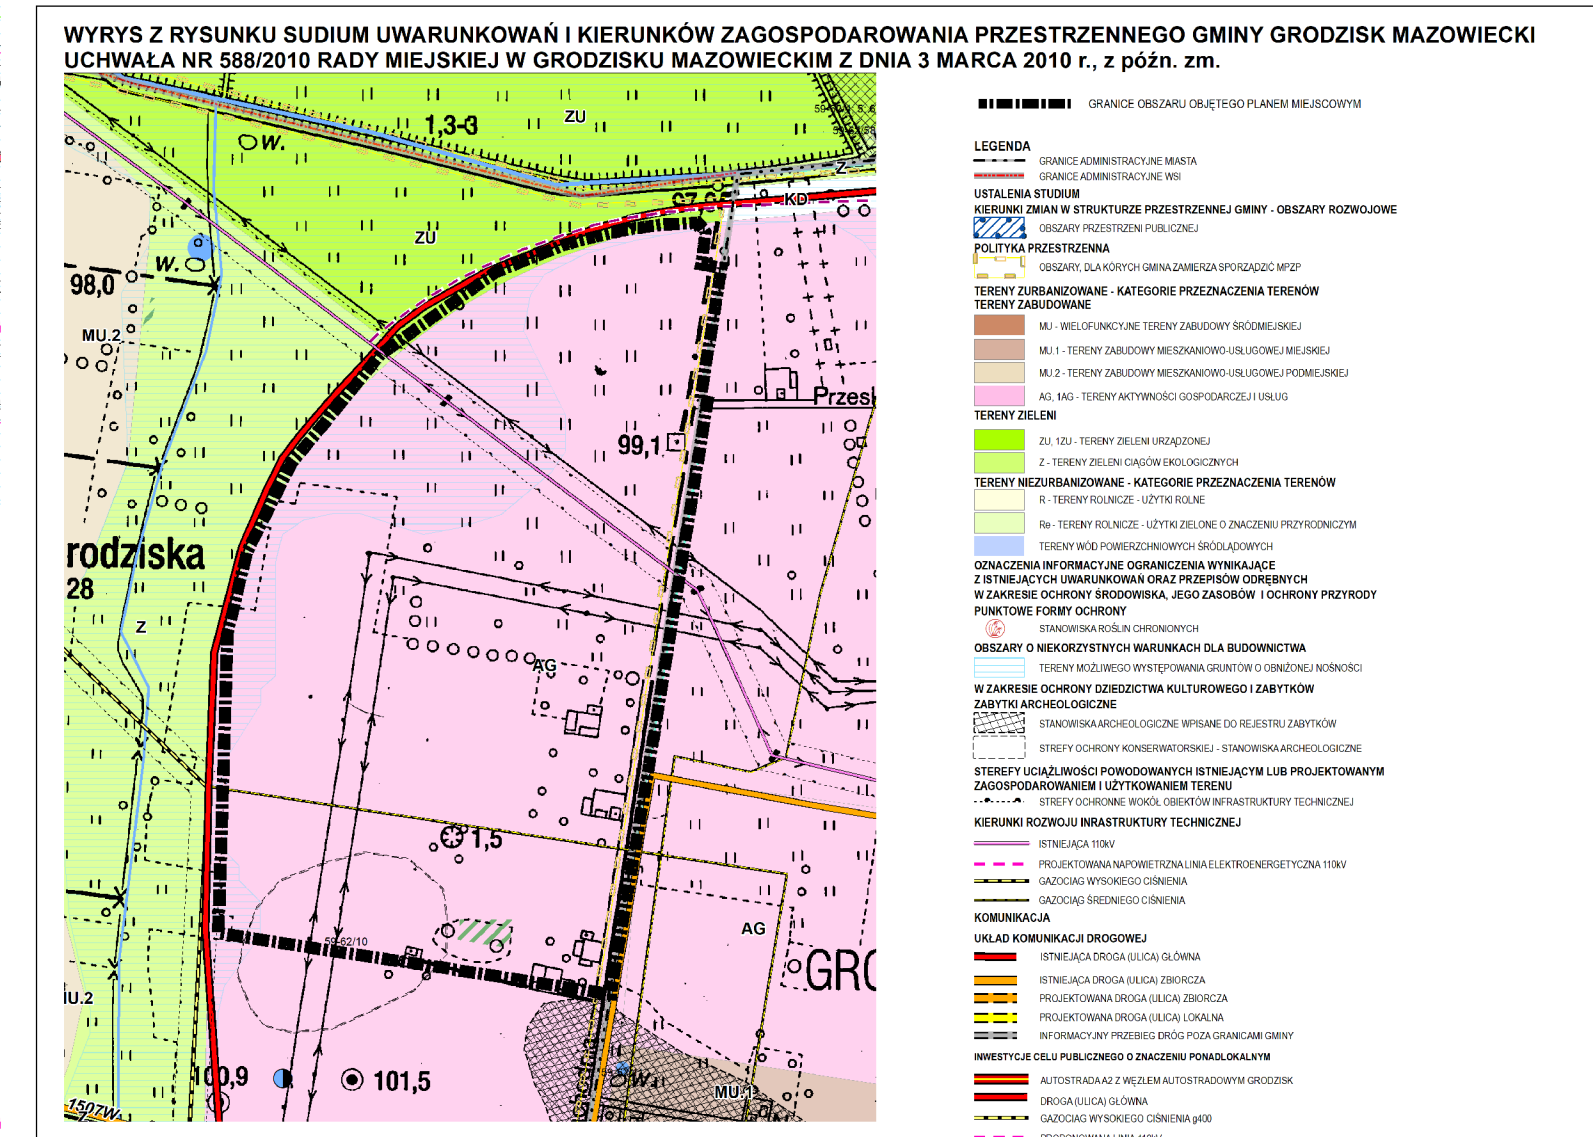 WYRYS Z RYSUNKU SUDIUM UWARUNKOWAŃ I KIERUNKÓW ZAGOSPODAROWANIA PRZESTRZENNEGO GMINY GRODZISK MAZOWIECKI
UCHWAŁA NR 588/2010 RADY MIEJSKIEJ W GRODZISKU MAZOWIECKIM Z DNIA 3 MARCA 2010 r., z późn. zm.
GRANICE OBSZARU OBJĘTEGO PLANEM MIEJSCOWYM
LEGENDA
GRANICE ADMINISTRACYJNE MIASTA
GRANICE ADMINISTRACYJNE WSI
USTALENIA STUDIUM
KIERUNKI ZMIAN W STRUKTURZE PRZESTRZENNEJ GMINY - OBSZARY ROZWOJOWE
OBSZARY PRZESTRZENI PUBLICZNEJ
POLITYKA PRZESTRZENNA
OBSZARY, DLA KÓRYCH GMINA ZAMIERZA SPORZĄDZIĆ MPZP
TERENY ZURBANIZOWANE - KATEGORIE PRZEZNACZENIA TERENÓW
TERENY ZABUDOWANE
MU - WIELOFUNKCYJNE TERENY ZABUDOWY ŚRÓDMIEJSKIEJ
MU.1 - TERENY ZABUDOWY MIESZKANIOWO-USŁUGOWEJ MIEJSKIEJ
MU.2 - TERENY ZABUDOWY MIESZKANIOWO-USŁUGOWEJ PODMIEJSKIEJ
AG, 1AG - TERENY AKTYWNOŚCI GOSPODARCZEJ I USŁUG
TERENY ZIELENI
ZU, 1ZU - TERENY ZIELENI URZĄDZONEJ
Z - TERENY ZIELENI CIĄGÓW EKOLOGICZNYCH
TERENY NIEZURBANIZOWANE - KATEGORIE PRZEZNACZENIA TERENÓW
R - TERENY ROLNICZE - UŻYTKI ROLNE
Re - TERENY ROLNICZE - UŻYTKI ZIELONE O ZNACZENIU PRZYRODNICZYM
TERENY WÓD POWIERZCHNIOWYCH ŚRÓDLĄDOWYCH
OZNACZENIA INFORMACYJNE OGRANICZENIA WYNIKAJĄCE
Z ISTNIEJĄCYCH UWARUNKOWAŃ ORAZ PRZEPISÓW ODRĘBNYCH
W ZAKRESIE OCHRONY ŚRODOWISKA, JEGO ZASOBÓW I OCHRONY PRZYRODY
PUNKTOWE FORMY OCHRONY
STANOWISKA ROŚLIN CHRONIONYCH
OBSZARY O NIEKORZYSTNYCH WARUNKACH DLA BUDOWNICTWA
TERENY MOŻLIWEGO WYSTĘPOWANIA GRUNTÓW O OBNIŻONEJ NOŚNOŚCI
W ZAKRESIE OCHRONY DZIEDZICTWA KULTUROWEGO I ZABYTKÓW
ZABYTKI ARCHEOLOGICZNE
STANOWISKA ARCHEOLOGICZNE WPISANE DO REJESTRU ZABYTKÓW
STREFY OCHRONY KONSERWATORSKIEJ - STANOWISKA ARCHEOLOGICZNE
STEREFY UCIĄŻLIWOŚCI POWODOWANYCH ISTNIEJĄCYM LUB PROJEKTOWANYM
ZAGOSPODAROWANIEM I UŻYTKOWANIEM TERENU
STREFY OCHRONNE WOKÓŁ OBIEKTÓW INFRASTRUKTURY TECHNICZNEJ
KIERUNKI ROZWOJU INRASTRUKTURY TECHNICZNEJ
ISTNIEJĄCA 110kV
PROJEKTOWANA NAPOWIETRZNA LINIA ELEKTROENERGETYCZNA 110kV
GAZOCIĄG WYSOKIEGO CIŚNIENIA
GAZOCIĄG ŚREDNIEGO CIŚNIENIA
KOMUNIKACJA
UKŁAD KOMUNIKACJI DROGOWEJ
ISTNIEJĄCA DROGA (ULICA) GŁÓWNA
ISTNIEJĄCA DROGA (ULICA) ZBIORCZA
PROJEKTOWANA DROGA (ULICA) ZBIORCZA
PROJEKTOWANA DROGA (ULICA) LOKALNA
INFORMACYJNY PRZEBIEG DRÓG POZA GRANICAMI GMINY
INWESTYCJE CELU PUBLICZNEGO O ZNACZENIU PONADLOKALNYM
AUTOSTRADA A2 Z WĘZŁEM AUTOSTRADOWYM GRODZISK
DROGA (ULICA) GŁÓWNA
GAZOCIĄG WYSOKIEGO CIŚNIENIA g400
ZU
1,3-3
W.
Z
KD
ZU
W.
98,0
MU.2
Przesł
99,1
rodziska
28
Z
AG
1,5
AG
59-62/10
GRO
IU.2
100,9
101,5
W.
MU.1
1507W
Z